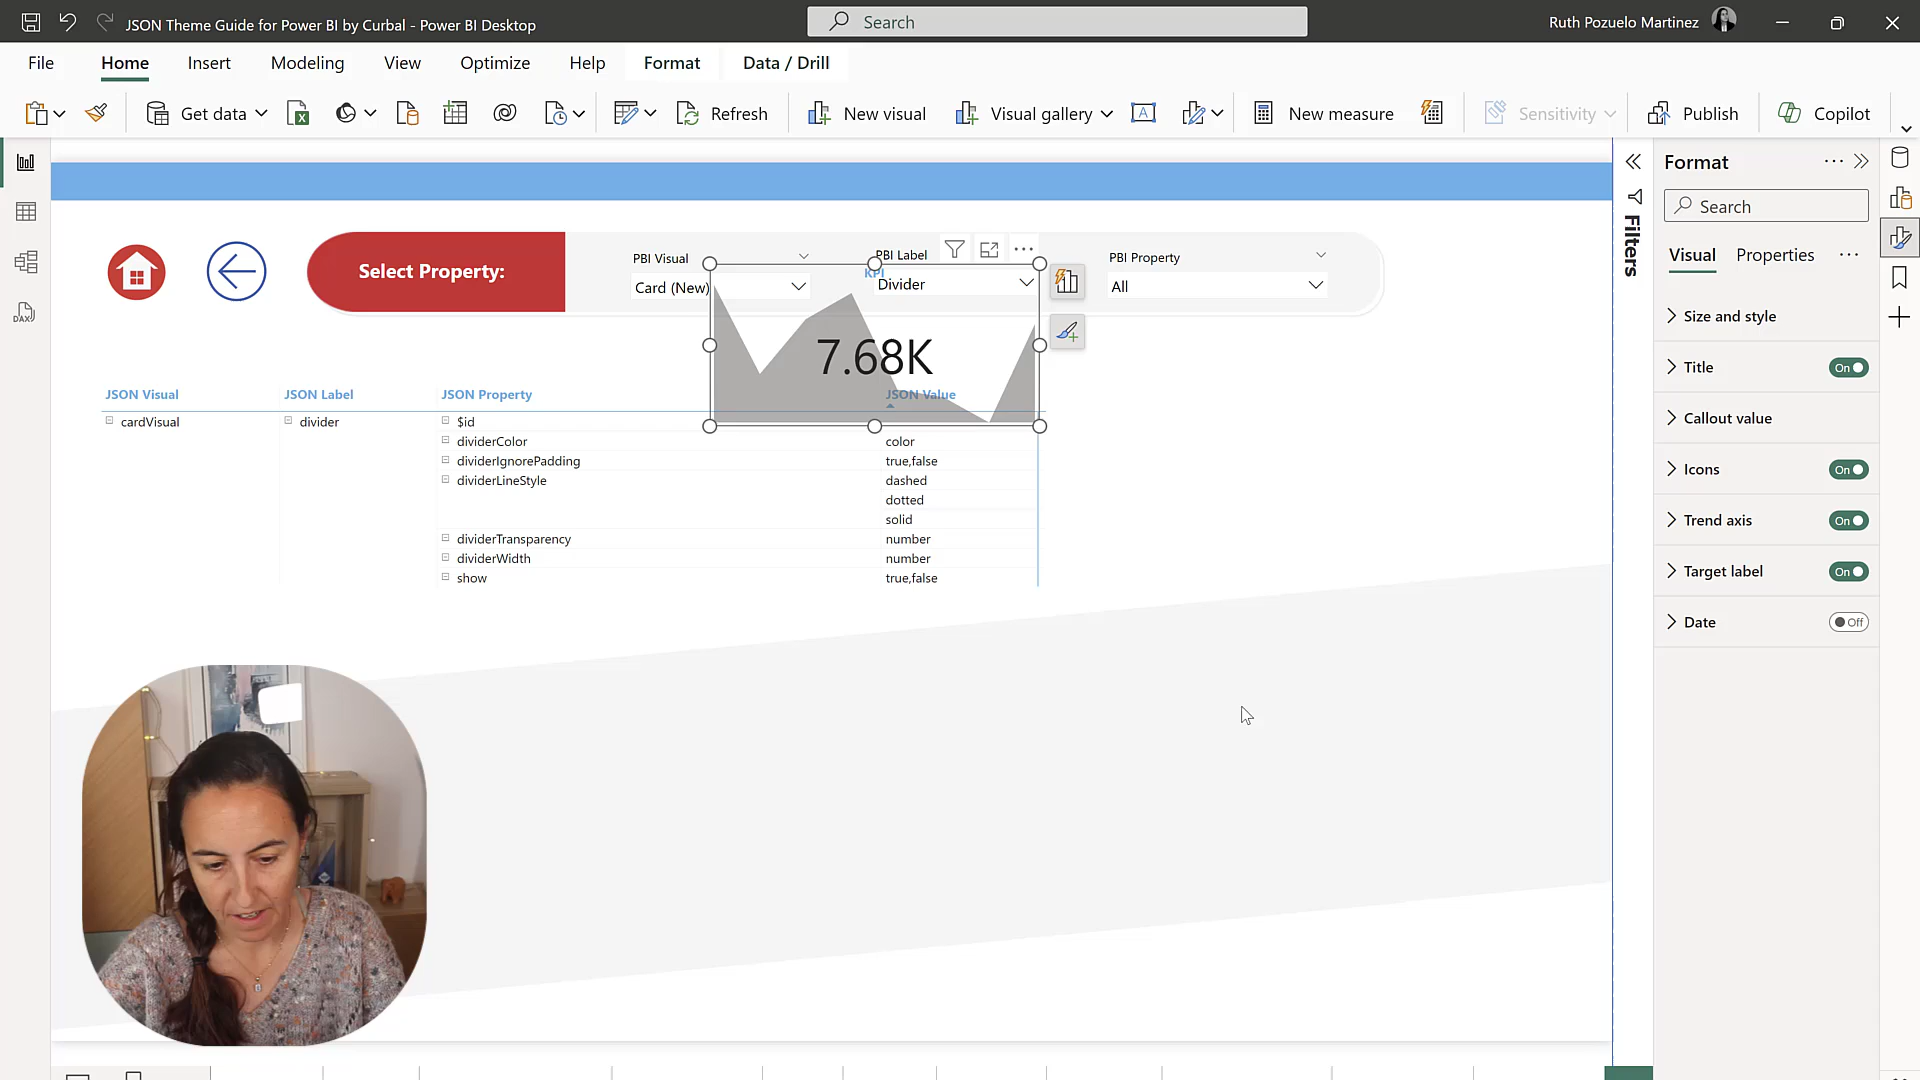 JSON Theme Guide for Power BI by Curbal - Power BI Desktop
Search
Ruth Pozuelo Martinez
File Home Insert Modeling View Optimize Help Format Data / Drill
Get data Refresh New visual Visual gallery New measure Sensitivity Publish Copilot
DAX
Select Property:
PBI Visual
Card (New)
PBI Label
Divider
PBI Property
All
KPI
7.68K
JSON Visual JSON Label JSON Property JSON Value
cardVisual divider $id
dividerColor color
dividerIgnorePadding true,false
dividerLineStyle dashed
dotted
solid
dividerTransparency number
dividerWidth number
show true,false
Filters
Format
Search
Visual Properties
Size and style
Title On
Callout value
Icons On
Trend axis On
Target label On
Date Off